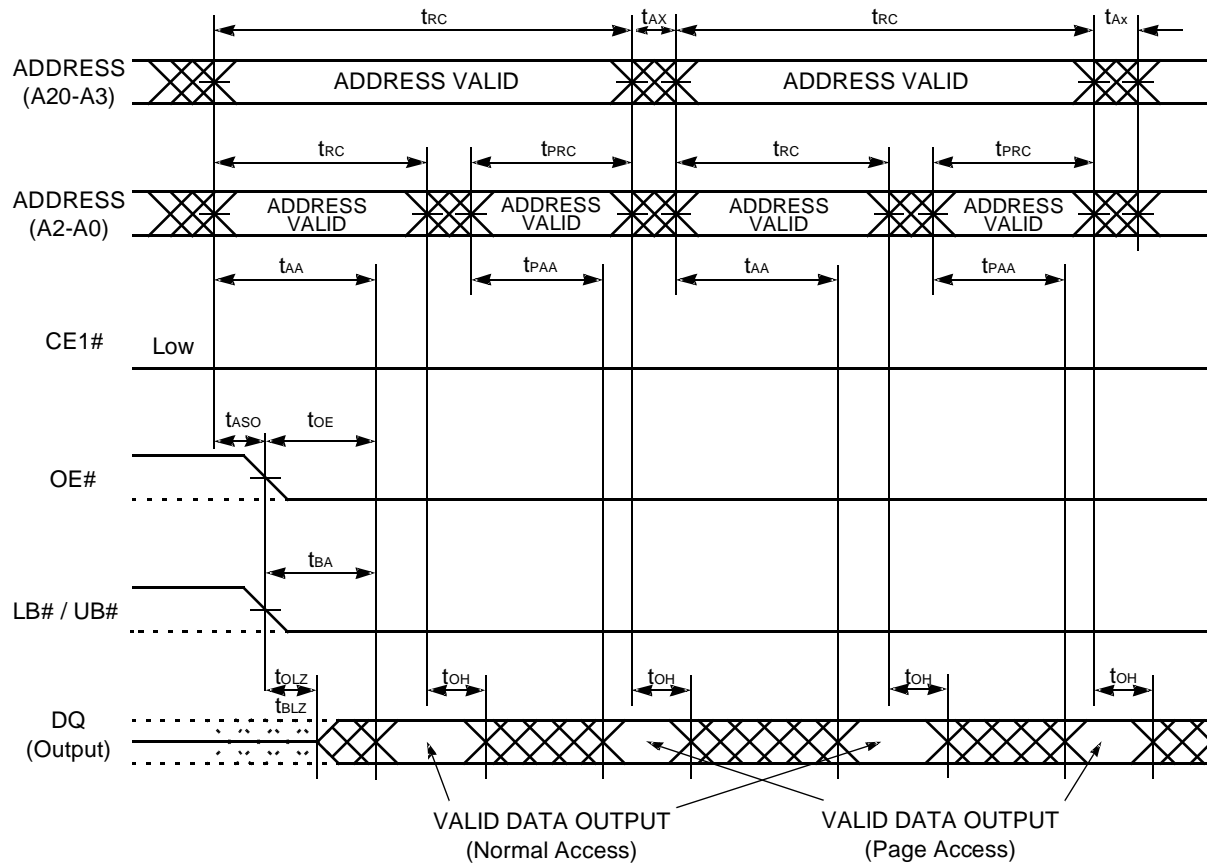 tRC tAX tRC tAx
ADDRESS
(A20-A3)
ADDRESS VALID ADDRESS VALID
tRC tPRC tRC tPRC
ADDRESS
(A2-A0)
ADDRESS
VALID
ADDRESS
VALID
ADDRESS
VALID
ADDRESS
VALID
tAA tPAA tAA tPAA
CE1# Low
tASO tOE
OE#
tBA
LB# / UB#
tOLZ
tBLZ
tOH tOH tOH tOH
DQ
(Output)
VALID DATA OUTPUT
(Normal Access)
VALID DATA OUTPUT
(Page Access)